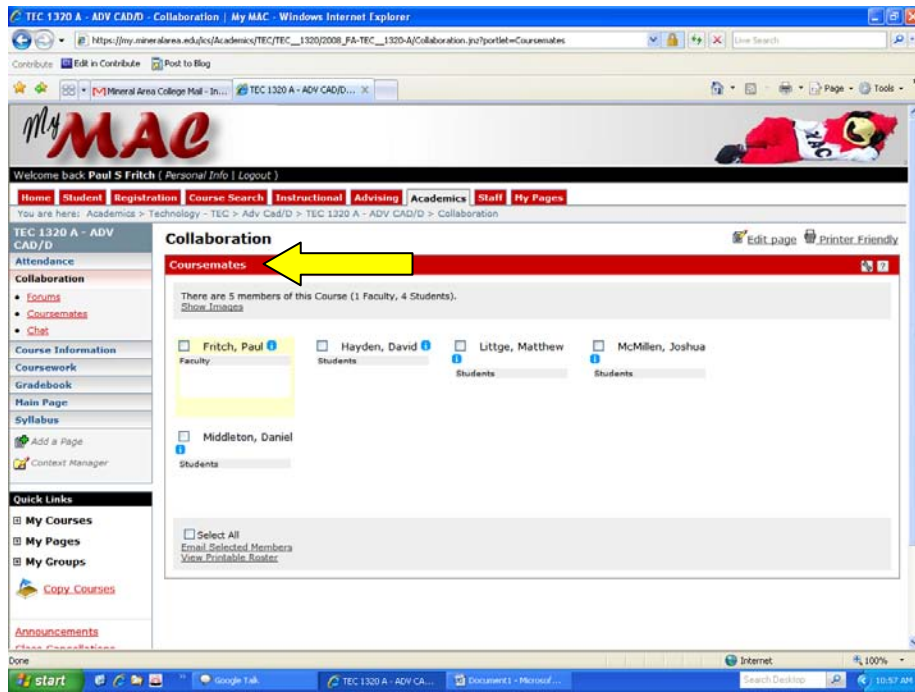 TEC 1320 A - ADV CAD/D - Collaboration | My MAC - Windows Internet Explorer
https://my.mineralarea.edu/ics/Academics/TEC/TEC__1320/2008_FA-TEC__1320-A/Collaboration.jnz?portlet=Coursemates
Live Search
Contribute Edit in Contribute Post to Blog
Mineral Area College Mail - In... TEC 1320 A - ADV CAD/D... Page Tools
My MAC
MAC
Welcome back Paul S Fritch ( Personal Info | Logout )
Home Student Registration Course Search Instructional Advising Academics Staff My Pages
You are here: Academics > Technology - TEC > Adv Cad/D > TEC 1320 A - ADV CAD/D > Collaboration
TEC 1320 A - ADV CAD/D
Attendance
Collaboration
Forums
Coursemates
Chat
Course Information
Coursework
Gradebook
Main Page
Syllabus
Add a Page
Context Manager
Quick Links
My Courses
My Pages
My Groups
Copy Courses
Announcements
Class Cancellations
Collaboration
Edit page Printer Friendly
Coursemates
There are 5 members of this Course (1 Faculty, 4 Students).
Show Images
Fritch, Paul Hayden, David Littge, Matthew McMillen, Joshua
Faculty Students Students Students
Middleton, Daniel
Students
Select All
Email Selected Members
View Printable Roster
Done Internet 100%
start Google Talk TEC 1320 A - ADV CA... Document1 - Microsof... Search Desktop 10:57 AM